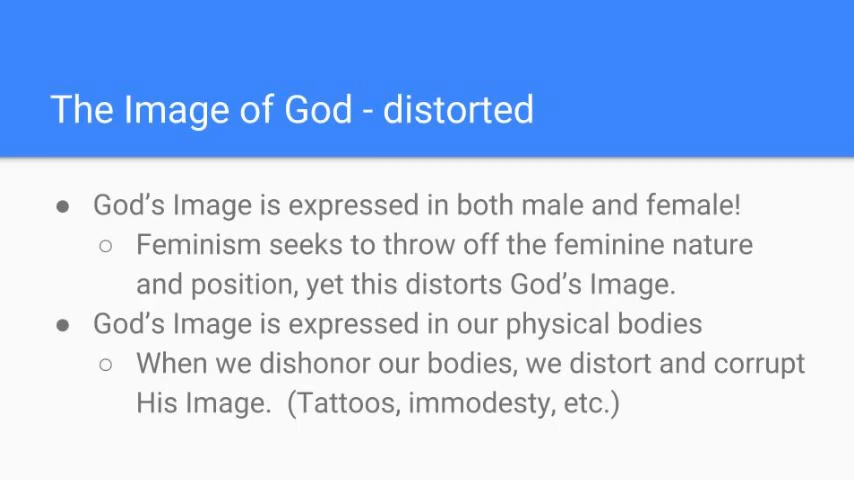 The Image of God - distorted
● God's Image is expressed in both male and female!
○ Feminism seeks to throw off the feminine nature
and position, yet this distorts God's Image.
● God's Image is expressed in our physical bodies
○ When we dishonor our bodies, we distort and corrupt
His Image.  (Tattoos, immodesty, etc.)